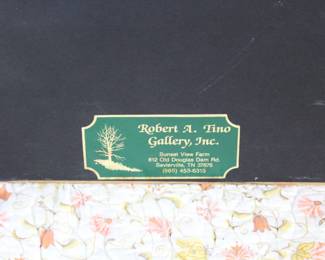 Robert A. Tino
Gallery, Inc.
Sunset View Farm
812 Old Douglas Dam Rd.
Sevierville, TN 37876
(865) 453-6315